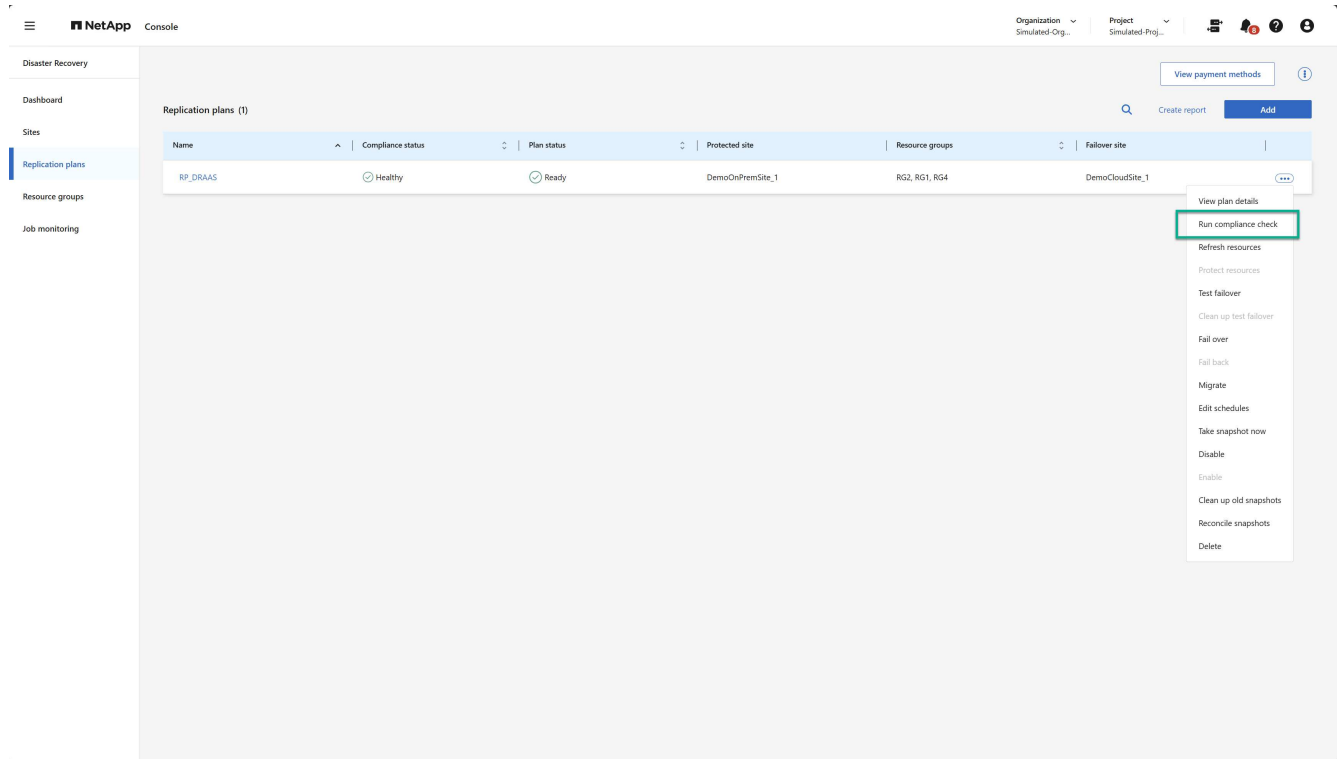 NetApp Console
Organization
Simulated-Org...
Project
Simulated-Proj...
8
Disaster Recovery
Dashboard
Sites
Replication plans
Resource groups
Job monitoring
View payment methods
Replication plans (1)
Create report
Add
Name Compliance status Plan status Protected site Resource groups Failover site
RP_DRAAS Healthy Ready DemoOnPremSite_1 RG2, RG1, RG4 DemoCloudSite_1
View plan details
Run compliance check
Refresh resources
Protect resources
Test failover
Clean up test failover
Fail over
Fail back
Migrate
Edit schedules
Take snapshot now
Disable
Enable
Clean up old snapshots
Reconcile snapshots
Delete